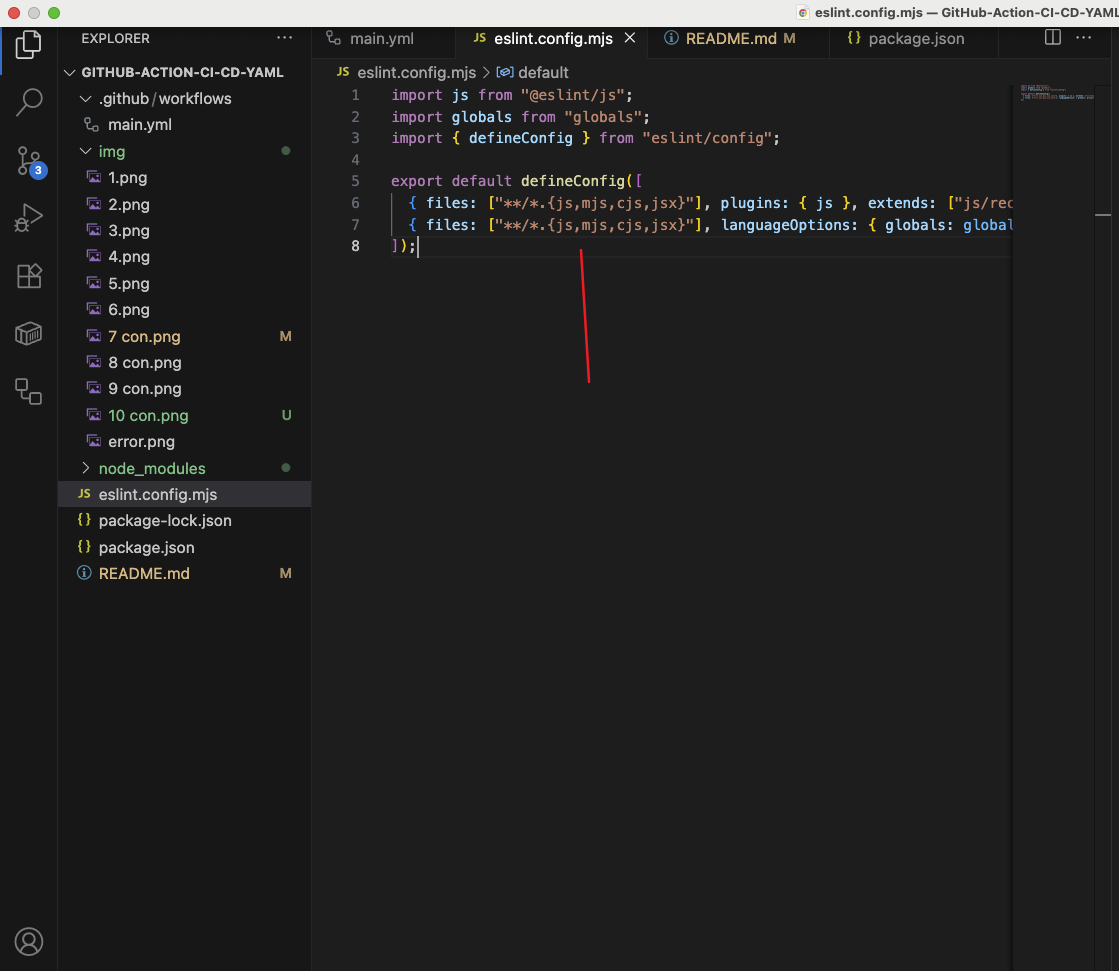 eslint.config.mjs — GitHub-Action-CI-CD-YAML
EXPLORER
main.yml
JS eslint.config.mjs
README.md M
{} package.json
GITHUB-ACTION-CI-CD-YAML
.github/workflows
main.yml
img
1.png
2.png
3.png
4.png
5.png
6.png
7 con.png M
8 con.png
9 con.png
10 con.png U
error.png
node_modules
JS eslint.config.mjs
{} package-lock.json
{} package.json
README.md M
3
JS eslint.config.mjs > default
1 import js from "@eslint/js";
2 import globals from "globals";
3 import { defineConfig } from "eslint/config";
4
5 export default defineConfig([
6 { files: ["**/*.{js,mjs,cjs,jsx}"], plugins: { js }, extends: ["js/rec
7 { files: ["**/*.{js,mjs,cjs,jsx}"], languageOptions: { globals: global
8 ]);